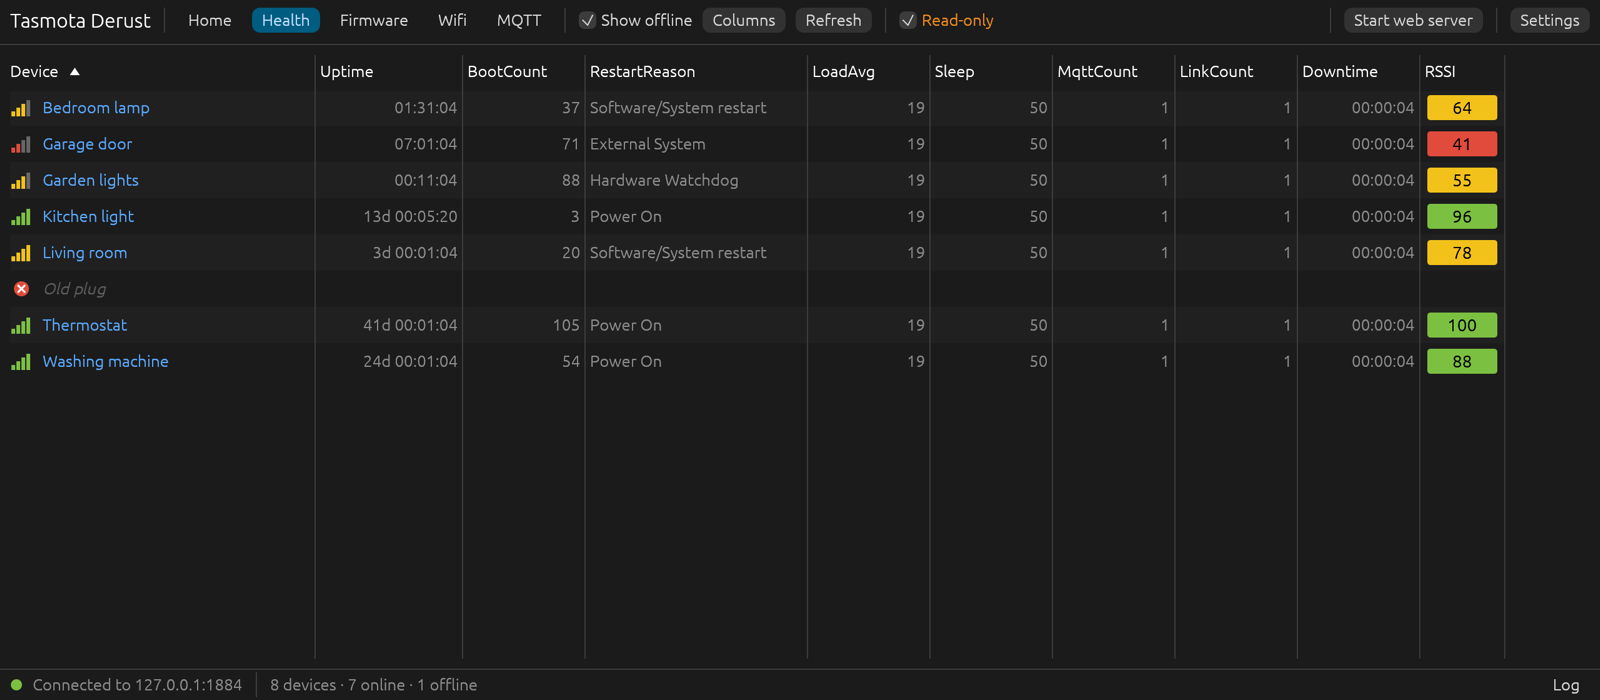 Tasmota Derust Home Health Firmware Wifi MQTT Show offline Columns Refresh Read-only Start web server Settings
Device ▲ Uptime BootCount RestartReason LoadAvg Sleep MqttCount LinkCount Downtime RSSI
Bedroom lamp 01:31:04 37 Software/System restart 19 50 1 1 00:00:04 64
Garage door 07:01:04 71 External System 19 50 1 1 00:00:04 41
Garden lights 00:11:04 88 Hardware Watchdog 19 50 1 1 00:00:04 55
Kitchen light 13d 00:05:20 3 Power On 19 50 1 1 00:00:04 96
Living room 3d 00:01:04 20 Software/System restart 19 50 1 1 00:00:04 78
Old plug
Thermostat 41d 00:01:04 105 Power On 19 50 1 1 00:00:04 100
Washing machine 24d 00:01:04 54 Power On 19 50 1 1 00:00:04 88
Connected to 127.0.0.1:1884 8 devices · 7 online · 1 offline Log